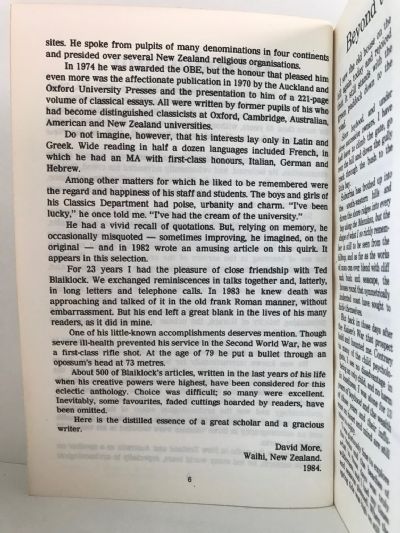 sites. He spoke from pulpits of many denominations in four continents
and presided over several New Zealand religious organisations.
In 1974 he was awarded the OBE, but the honour that pleased him
even more was the affectionate publication in 1970 by the Auckland and
Oxford University Presses and the presentation to him of a 221-page
volume of classical essays. All were written by former pupils of his who
had become distinguished classicists at Oxford, Cambridge, Australian,
American and New Zealand universities.
Do not imagine, however, that his interests lay only in Latin and
Greek. Wide reading in half a dozen languages included French, in
which he had an MA with first-class honours, Italian, German and
Hebrew.
Among other matters for which he liked to be remembered were
the regard and happiness of his staff and students. The boys and girls of
his Classics Department had poise, urbanity and charm. "I've been
lucky," he once told me. "I've had the cream of the university."
He had a vivid recall of quotations. But, relying on memory, he
occasionally misquoted — sometimes improving, he imagined, on the
original — and in 1982 wrote an amusing article on this quirk. It
appears in this selection.
For 23 years I had the pleasure of close friendship with Ted
Blaiklock. We exchanged reminiscences in talks together and, latterly,
in long letters and telephone calls. In 1983 he knew death was
approaching and talked of it in the old frank Roman manner, without
embarrassment. But his end left a great blank in the lives of his many
readers, as it did in mine.
One of his little-known accomplishments deserves mention. Though
severe ill-health prevented his service in the Second World War, he was
a first-class rifle shot. At the age of 79 he put a bullet through an
opossum's head at 73 metres.
About 500 of Blaiklock's articles, written in the last years of his life
when his creative powers were highest, have been considered for this
eclectic anthology. Choice was difficult; so many were excellent.
Inevitably, some favourites, faded cuttings hoarded by readers, have
been omitted.
Here is the distilled essence of a great scholar and a gracious
writer.
David More,
Waihi, New Zealand.
1984.
6
Beyond